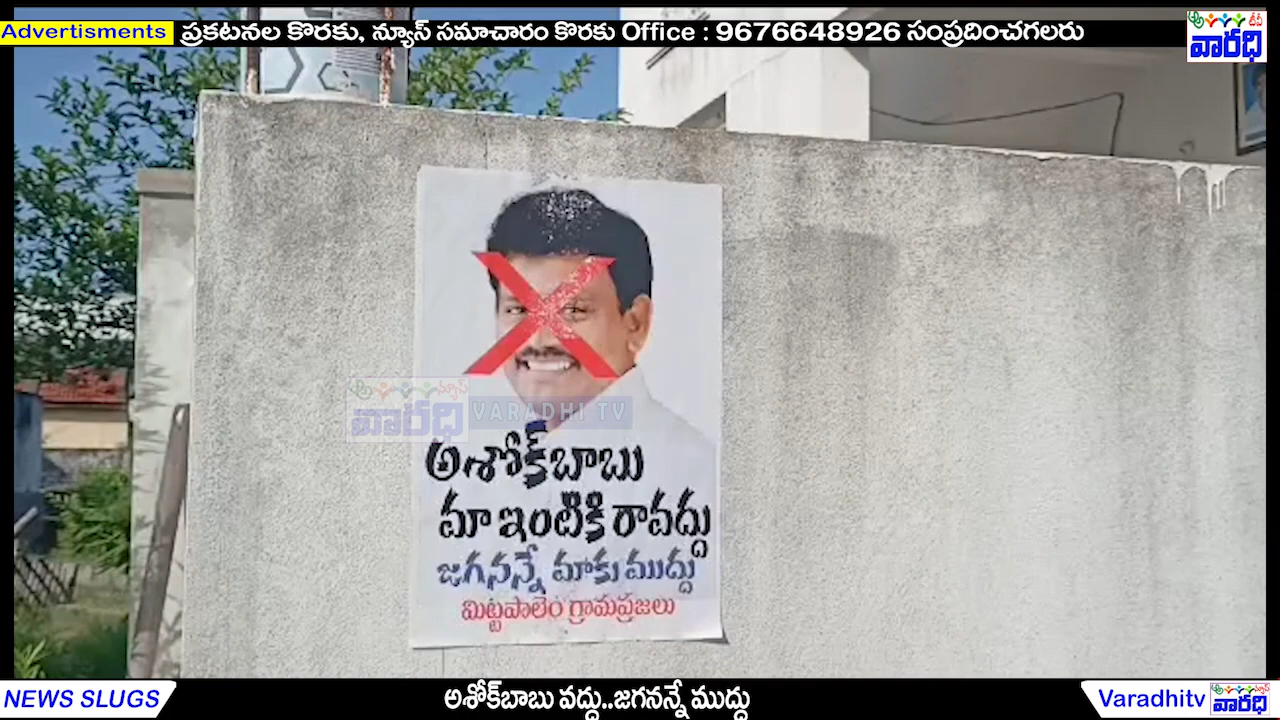 Advertisments ప్రకటనల కొరకు, న్యూస్ సమాచారం కొరకు Office : 9676648926 సంప్రదించగలరు
టీవీ
వారధి
న్యూస్
వారధి VARADHI TV
అశోక్‌బాబు
మా ఇంటికి రావద్దు
జగనన్నే మాకు ముద్దు
మిట్టపాలెం గ్రామప్రజలు
NEWS SLUGS అశోక్‌బాబు వద్దు..జగనన్నే ముద్దు Varadhitv
న్యూస్
వారధి